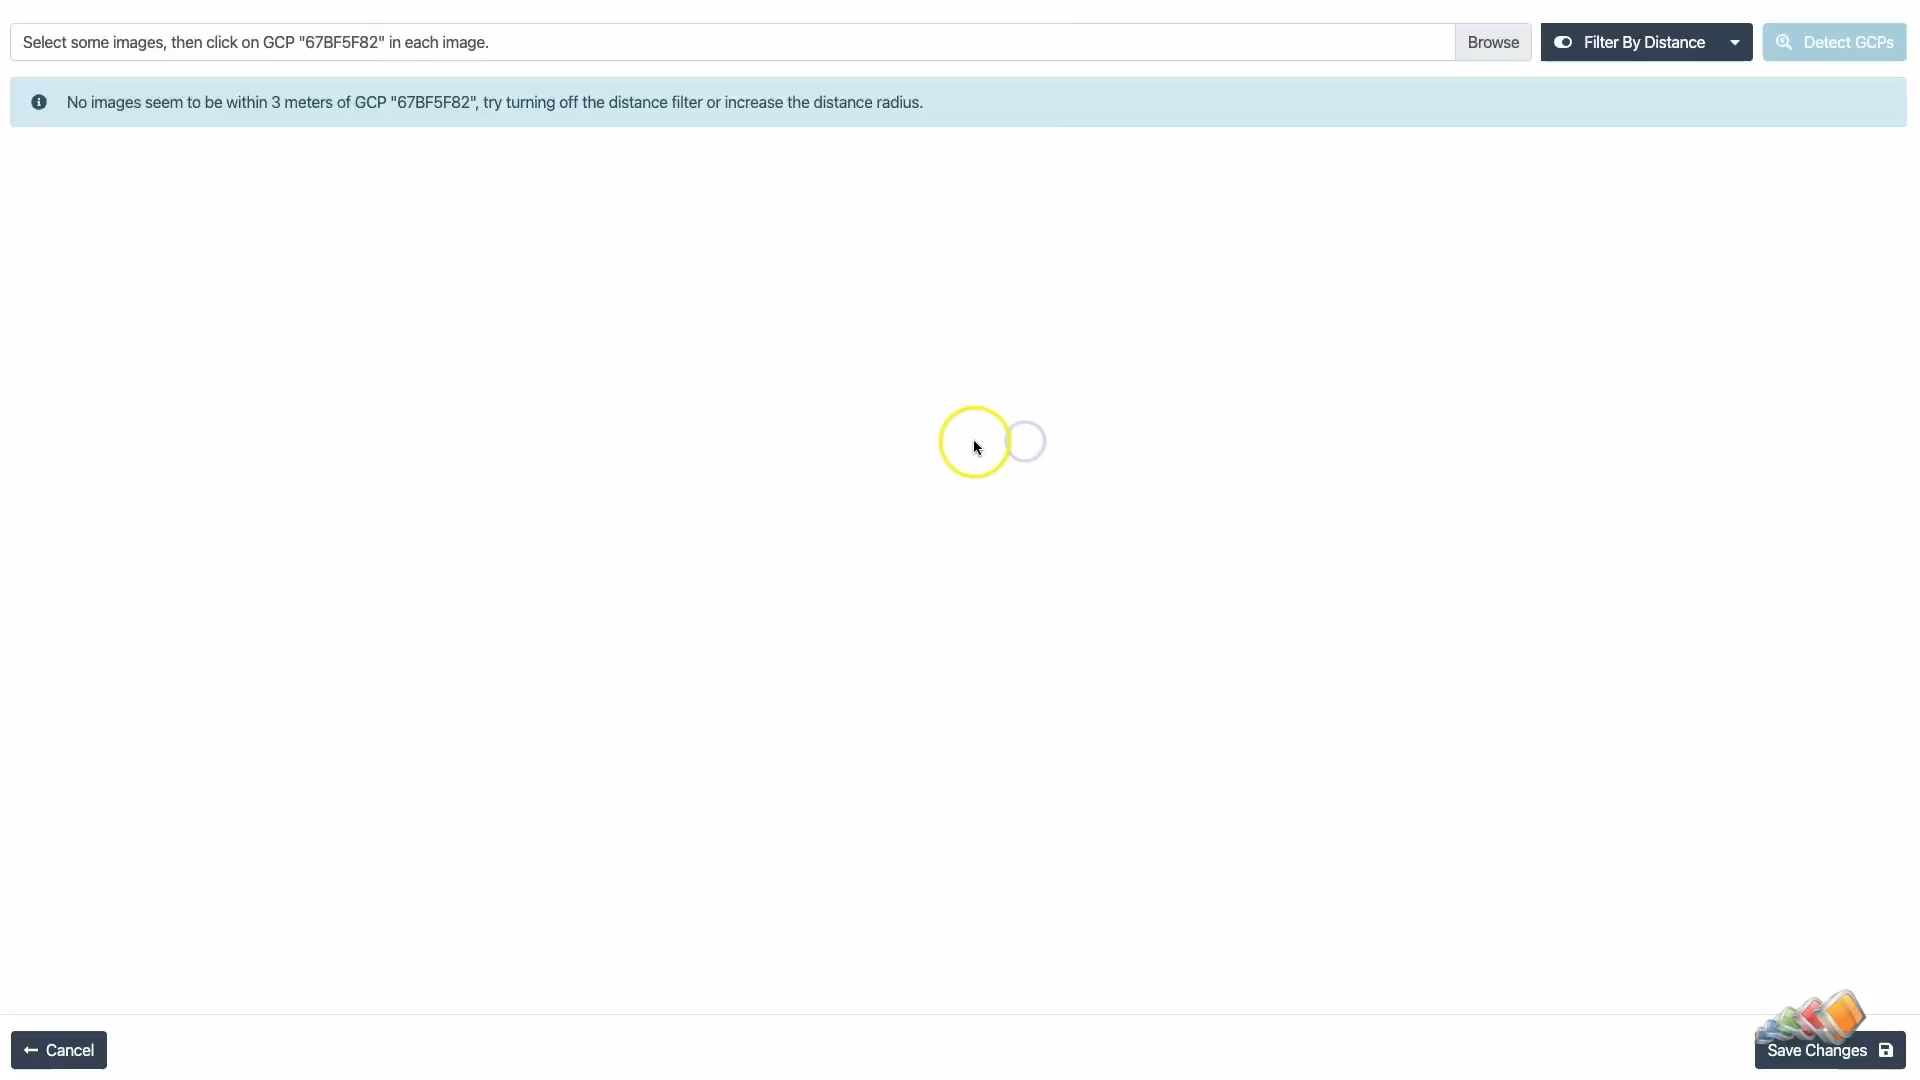 Select some images, then click on GCP "67BF5F82" in each image.
Browse
Filter By Distance
Detect GCPs
No images seem to be within 3 meters of GCP "67BF5F82", try turning off the distance filter or increase the distance radius.
Cancel
Save Changes